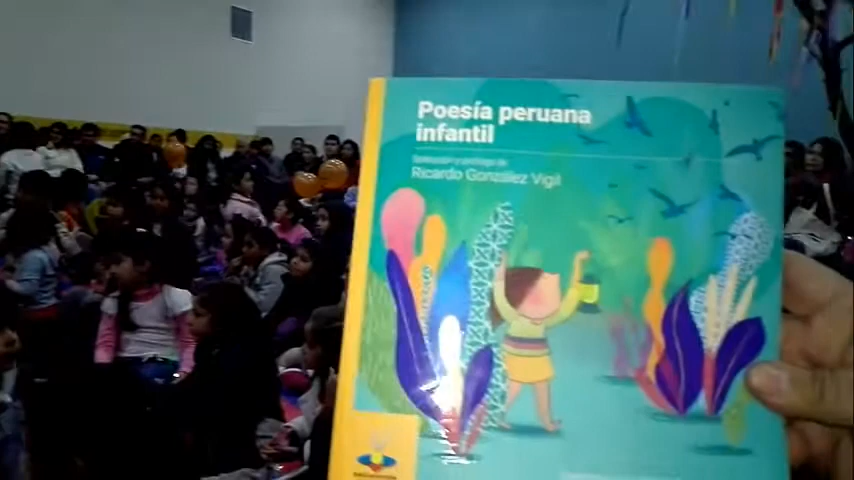 Poesía peruana
infantil
Selección y prólogo de
Ricardo González Vigil